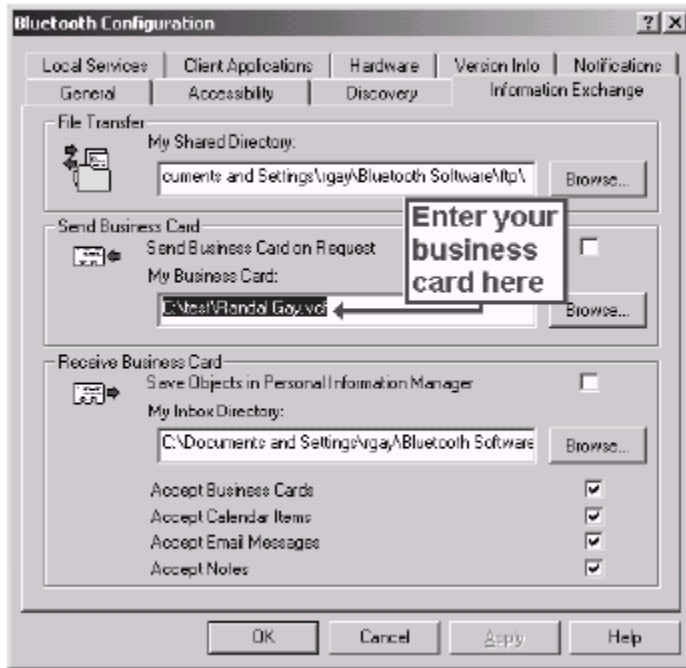 Bluetooth Configuration
Local Services Client Applications Hardware Version Info Notifications
General Accessibility Discovery Information Exchange
File Transfer
My Shared Directory:
cuments and Settings\rgay\Bluetooth Software\ftp\ Browse...
Send Business Card
Send Business Card on Request
Enter your
business
card here
My Business Card:
C:\test\Randal Gay.vcf Browse...
Receive Business Card
Save Objects in Personal Information Manager
My Inbox Directory:
C:\Documents and Settings\rgay\Bluetooth Software Browse...
Accept Business Cards
Accept Calendar Items
Accept Email Messages
Accept Notes
OK Cancel Apply Help